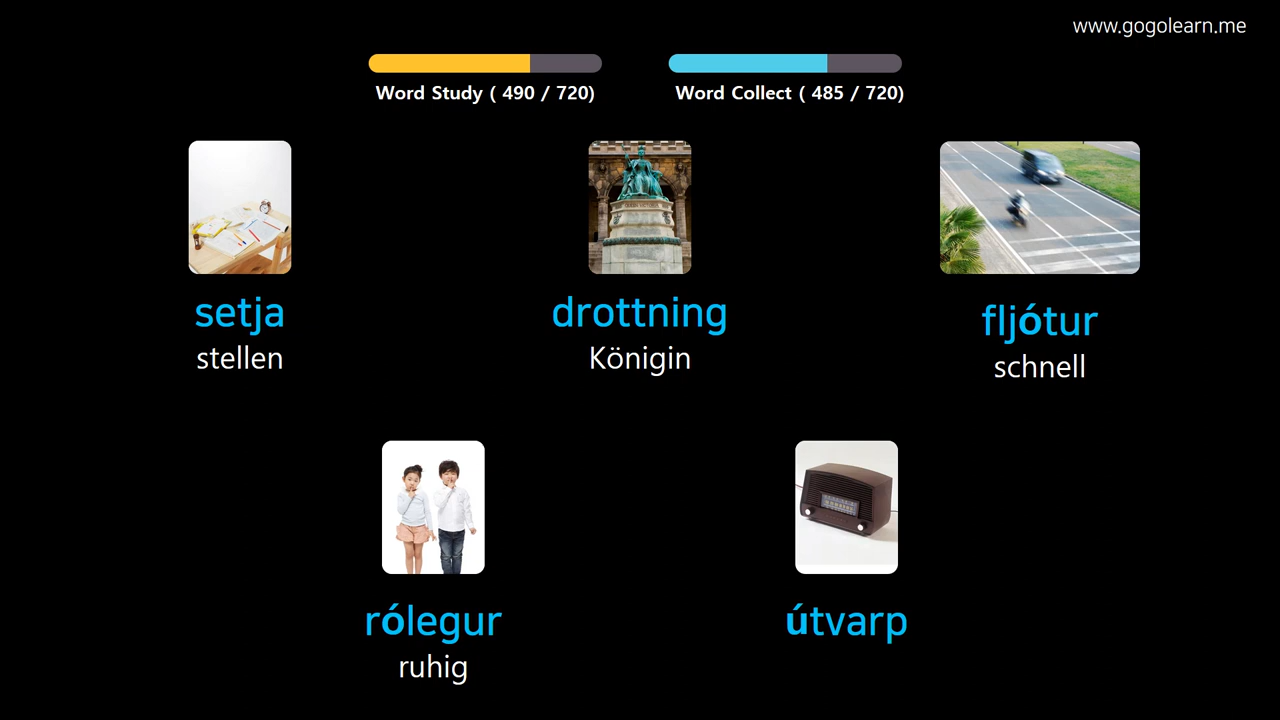 www.gogolearn.me
Word Study ( 490 / 720)
Word Collect ( 485 / 720)
setja
stellen
drottning
Königin
fljótur
schnell
rólegur
ruhig
útvarp